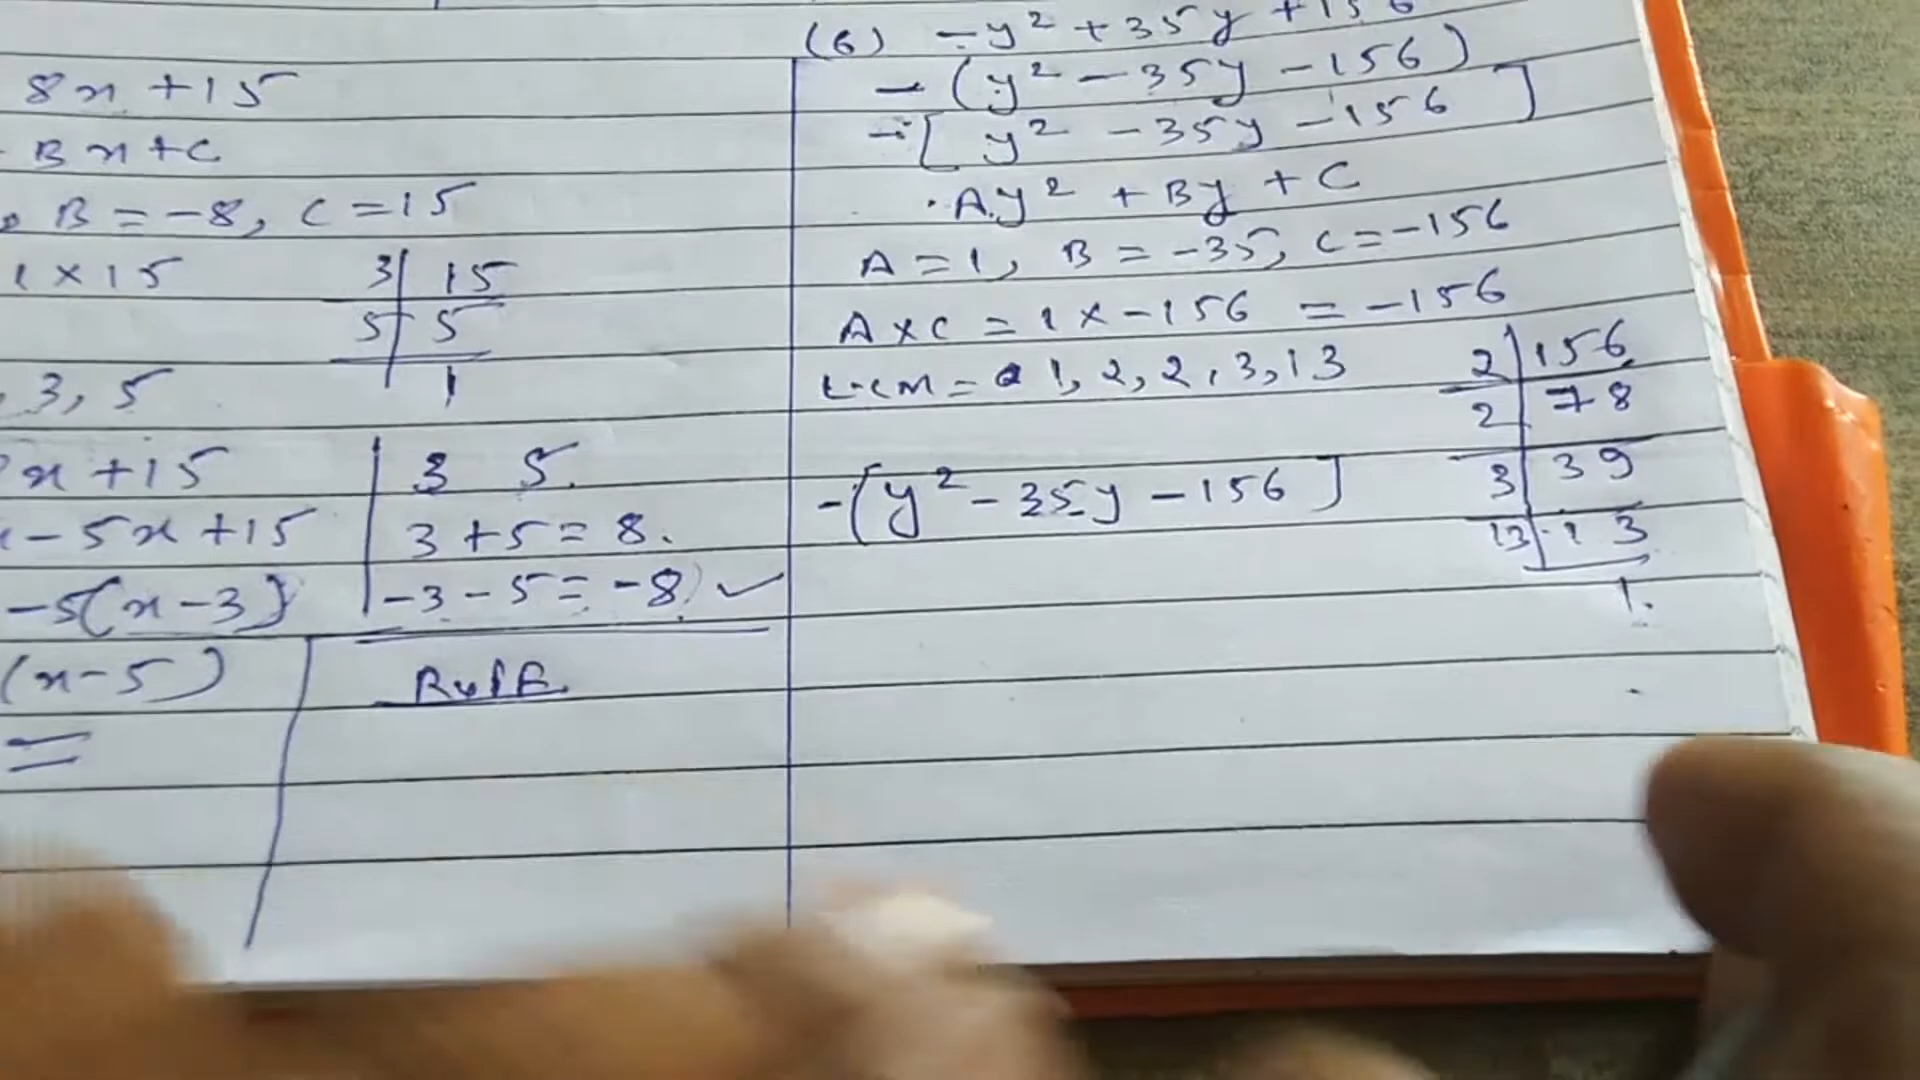 8x + 15
Bx + C
B = -8, C = 15
1 × 15
3 | 15
5 | 5
1
3, 5
x + 15
- 5x + 15
-5(x - 3)
(x - 5)
=
3 5.
3 + 5 = 8.
-3 - 5 = -8 ✓
(6) -y² + 35y + 156
- (y² - 35y - 156)
- [ y² - 35y - 156 ]
Ay² + By + C
A = 1, B = -35, C = -156
A × C = 1 × -156 = -156
L.C.M = 1, 2, 2, 3, 13
2 | 156
2 | 78
3 | 39
13 | 13
1.
-[y² - 35y - 156]